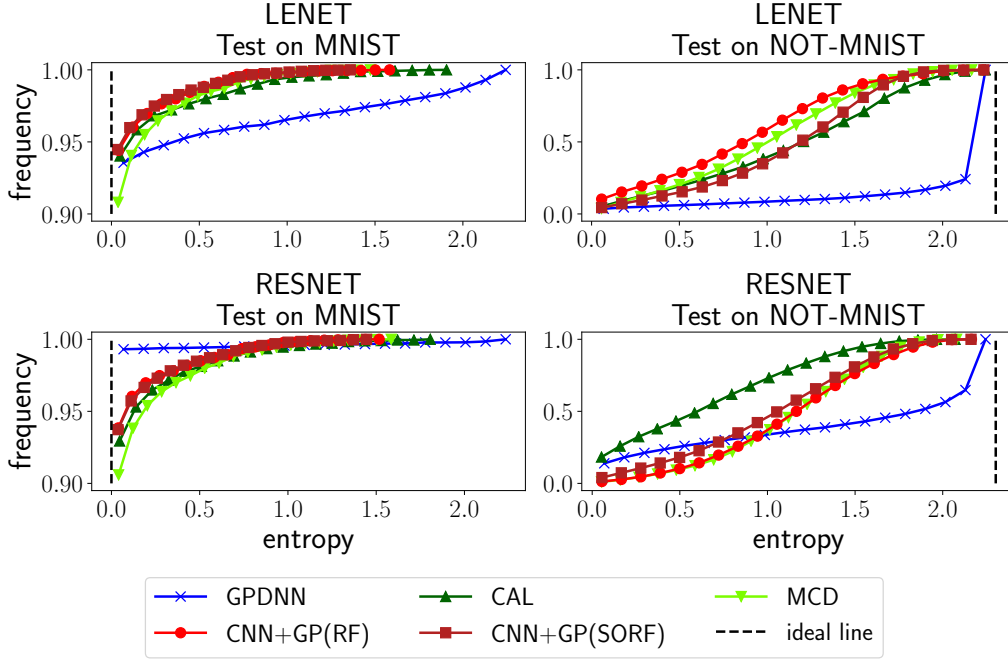 LENET
Test on MNIST
LENET
Test on NOT-MNIST
frequency
1.00
0.95
0.90
0.0 0.5 1.0 1.5 2.0
1.0
0.5
0.0
0.0 0.5 1.0 1.5 2.0
RESNET
Test on MNIST
RESNET
Test on NOT-MNIST
frequency
1.00
0.95
0.90
0.0 0.5 1.0 1.5 2.0
entropy
1.0
0.5
0.0
0.0 0.5 1.0 1.5 2.0
entropy
GPDNN CAL MCD
CNN+GP(RF) CNN+GP(SORF) ideal line